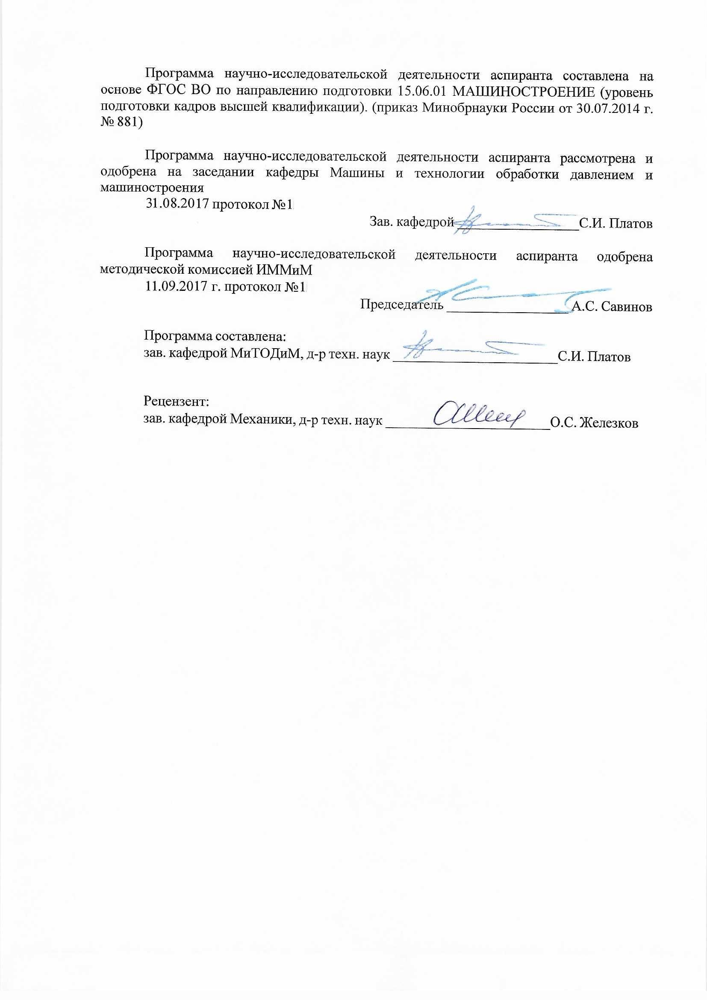 Программа научно-исследовательской деятельности аспиранта составлена на
основе ФГОС ВО по направлению подготовки 15.06.01 МАШИНОСТРОЕНИЕ (уровень
подготовки кадров высшей квалификации). (приказ Минобрнауки России от 30.07.2014 г.
№ 881)
Программа научно-исследовательской деятельности аспиранта рассмотрена и
одобрена на заседании кафедры Машины и технологии обработки давлением и
машиностроения
31.08.2017 протокол №1
Зав. кафедрой ________________ С.И. Платов
Программа научно-исследовательской деятельности аспиранта одобрена
методической комиссией ИММиМ
11.09.2017 г. протокол №1
Председатель ________________ А.С. Савинов
Программа составлена:
зав. кафедрой МиТОДиМ, д-р техн. наук ______________________ С.И. Платов
Рецензент:
зав. кафедрой Механики, д-р техн. наук ______________________ О.С. Железков